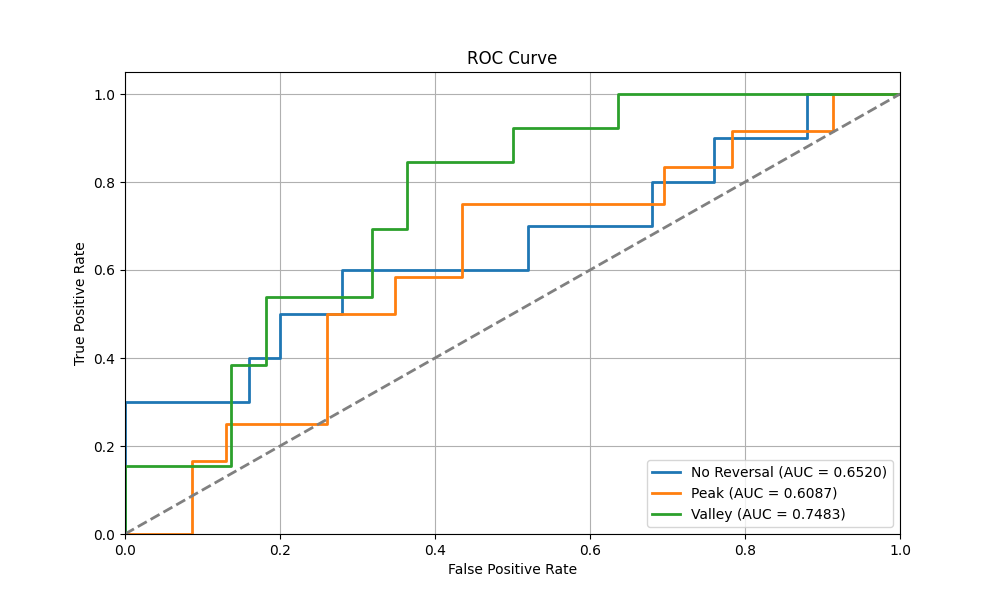 ROC Curve
True Positive Rate
1.0
0.8
0.6
0.4
0.2
0.0
0.0 0.2 0.4 0.6 0.8 1.0
False Positive Rate
No Reversal (AUC = 0.6520)
Peak (AUC = 0.6087)
Valley (AUC = 0.7483)